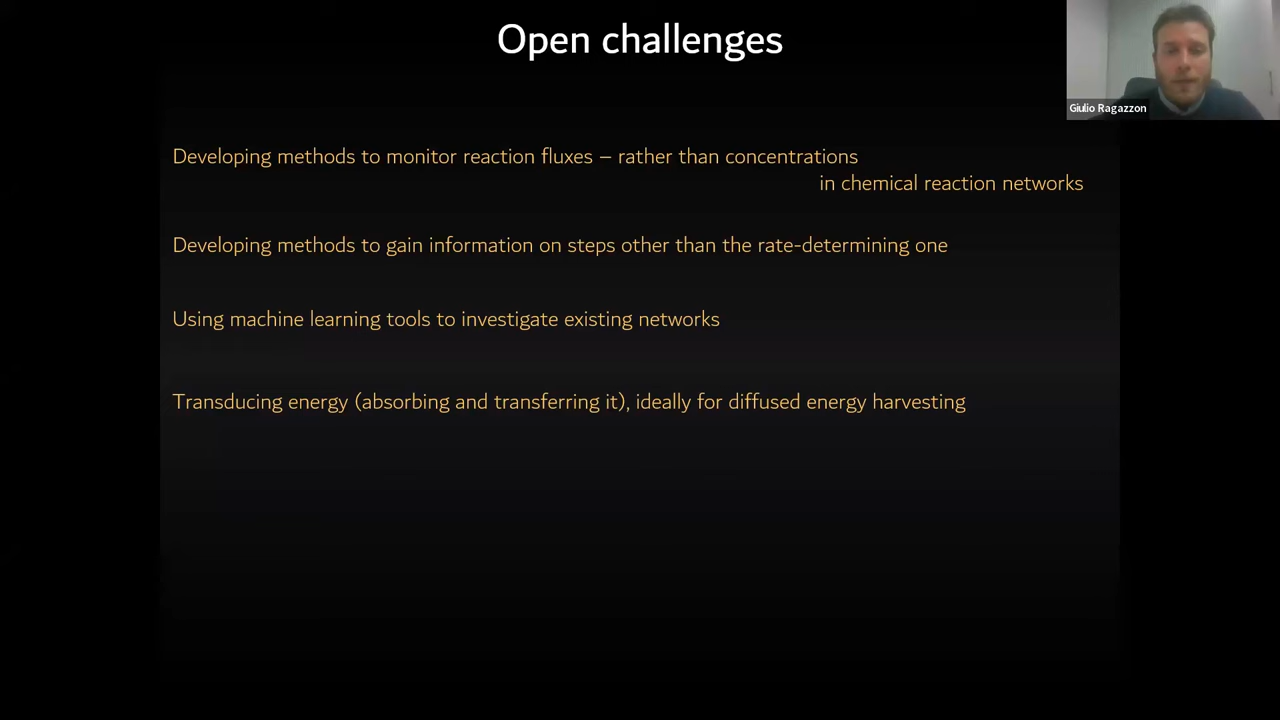 Open challenges
Giulio Ragazzon
Developing methods to monitor reaction fluxes – rather than concentrations
in chemical reaction networks
Developing methods to gain information on steps other than the rate-determining one
Using machine learning tools to investigate existing networks
Transducing energy (absorbing and transferring it), ideally for diffused energy harvesting